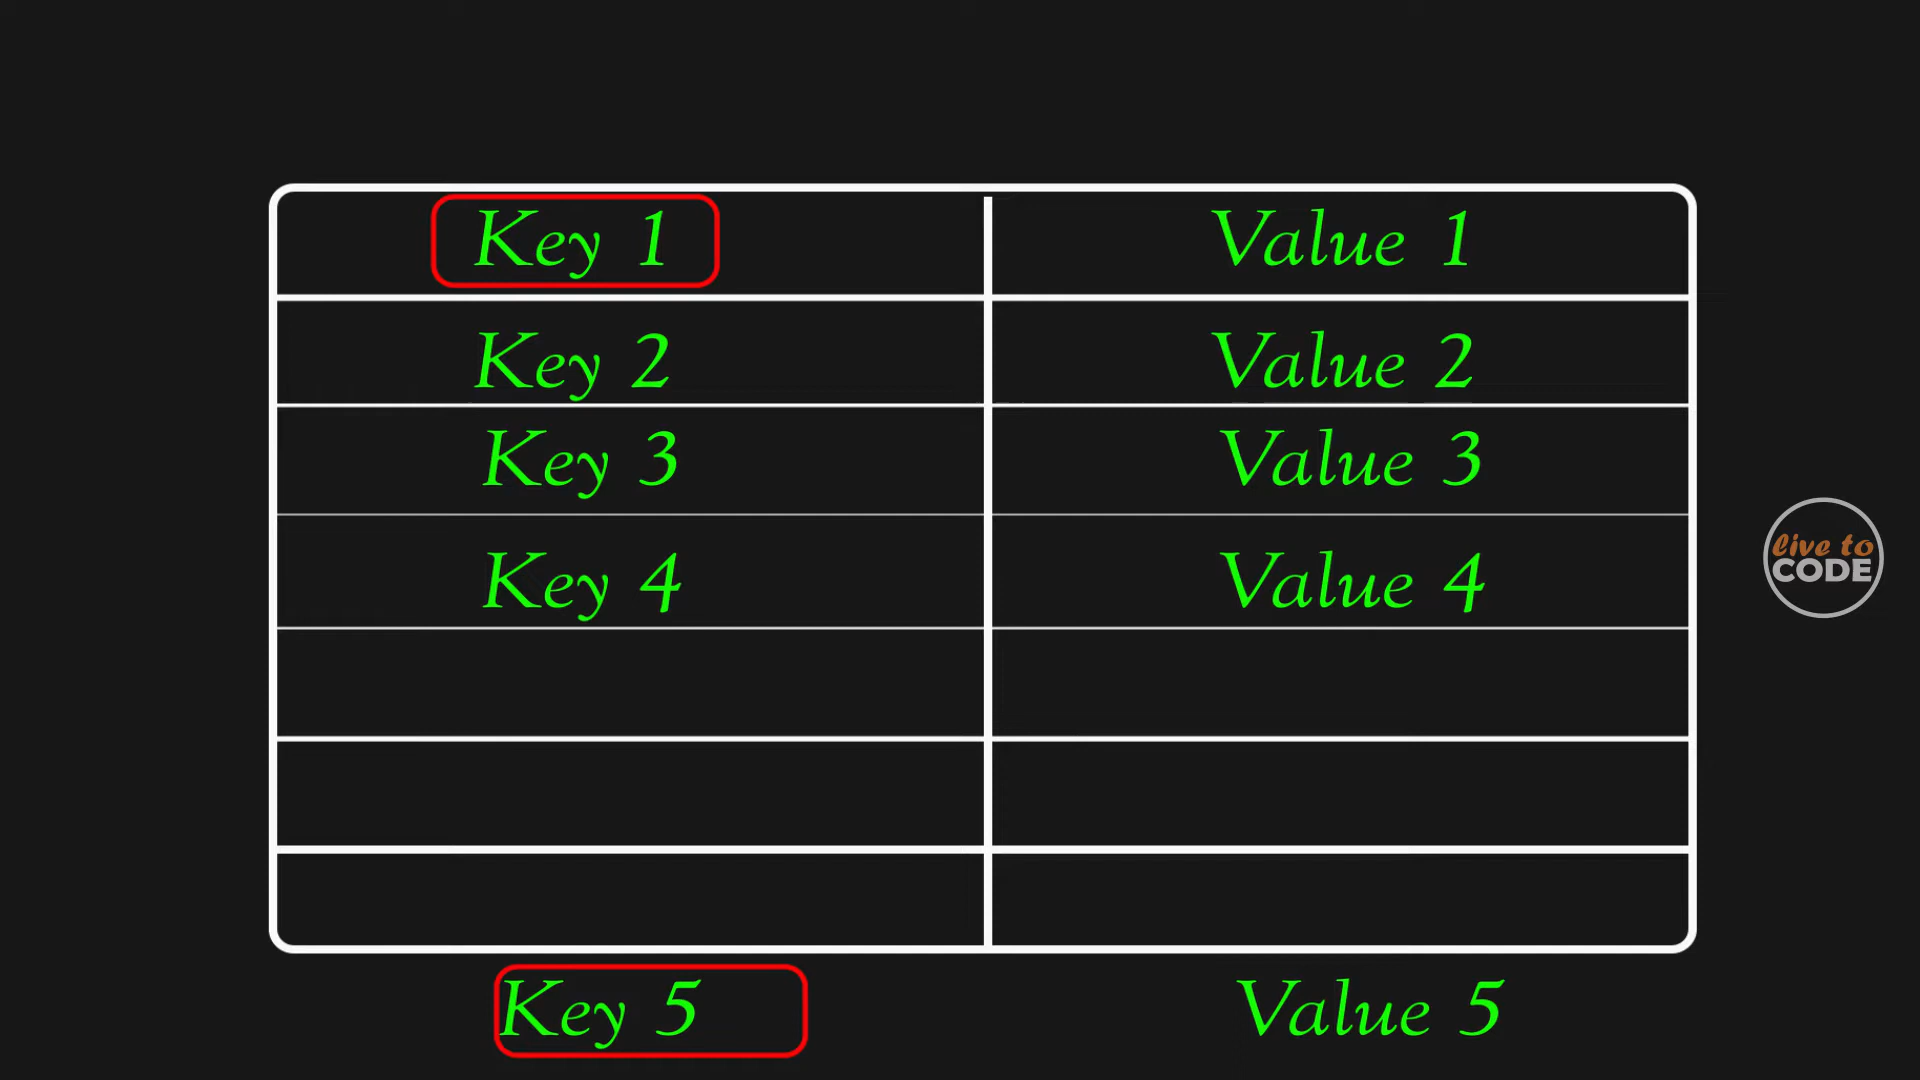 Key 1 Value 1
Key 2 Value 2
Key 3 Value 3
Key 4 Value 4
Key 5 Value 5
live to
CODE